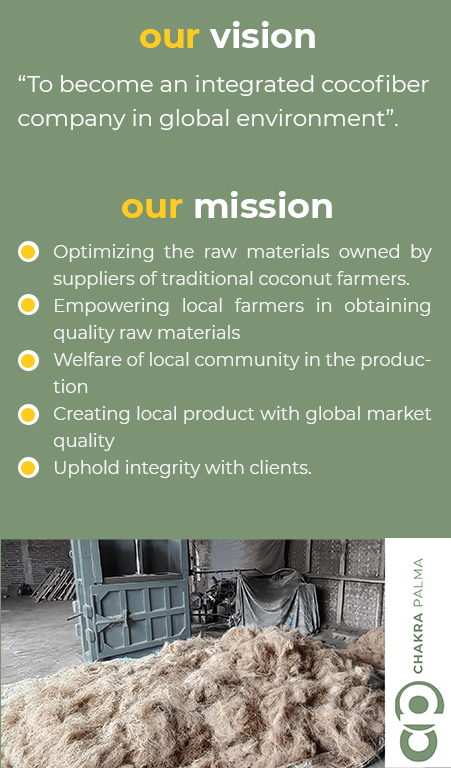 our vision
“To become an integrated cocofiber
company in global environment”.
our mission
Optimizing the raw materials owned by
suppliers of traditional coconut farmers.
Empowering local farmers in obtaining
quality raw materials
Welfare of local community in the produc-
tion
Creating local product with global market
quality
Uphold integrity with clients.
CHAKRA PALMA